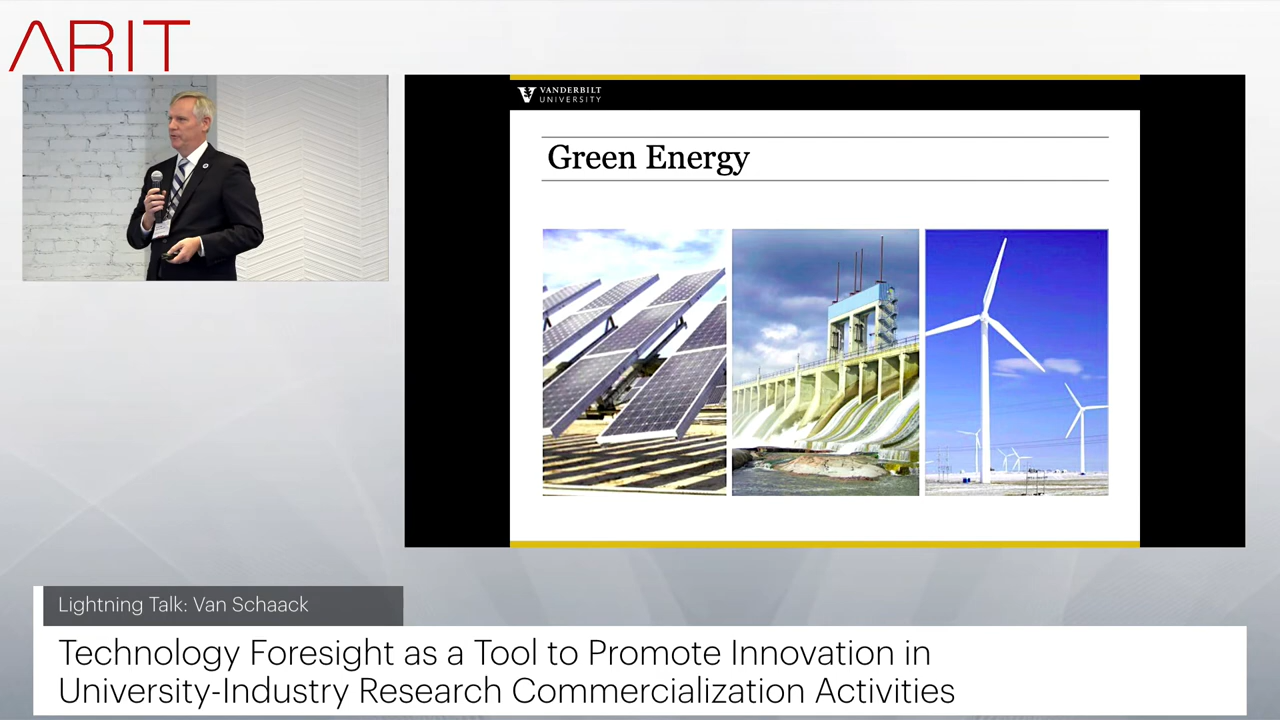 ARIT
VANDERBILT
UNIVERSITY
Green Energy
Lightning Talk: Van Schaack
Technology Foresight as a Tool to Promote Innovation in
University-Industry Research Commercialization Activities